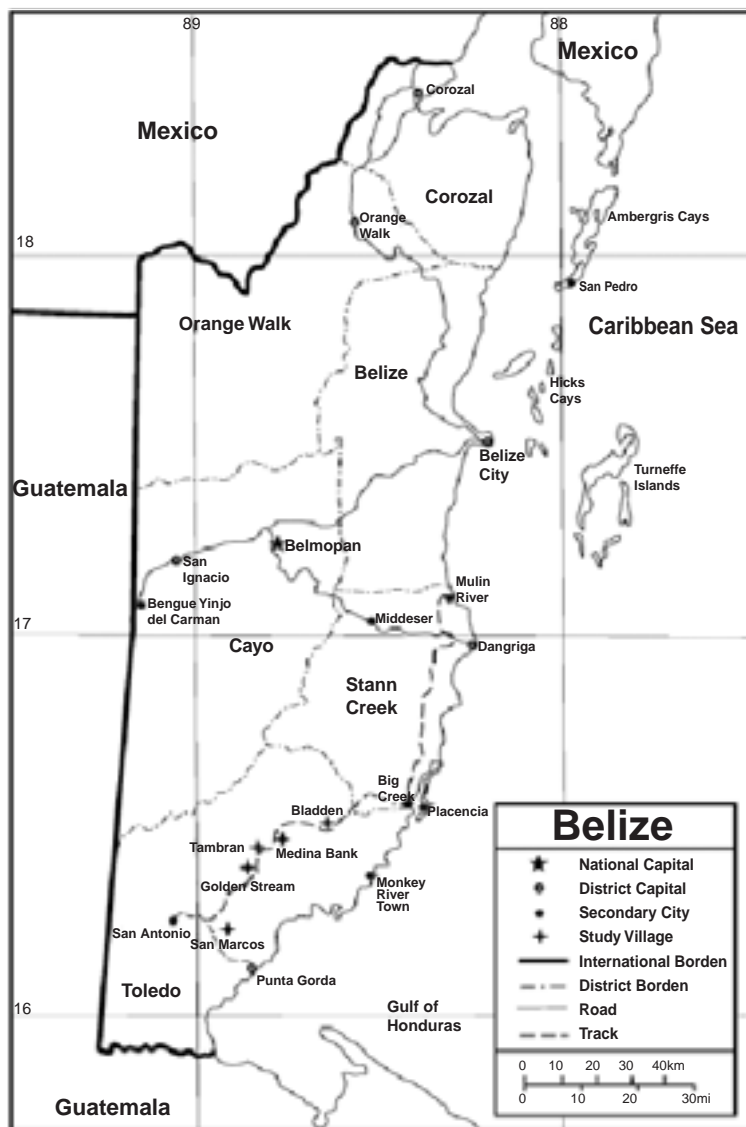 89
88
Mexico
Mexico
Corozal
Corozal
Orange
Walk
Ambergris Cays
18
San Pedro
Orange Walk
Caribbean Sea
Belize
Hicks
Cays
Belize
City
Turneffe
Islands
Guatemala
Belmopan
San
Ignacio
Mulin
River
Bengue Yinjo
del Carman
Middeser
17
Cayo
Dangriga
Stann
Creek
Big
Creek
Placencia
Bladden
Tambran
Medina Bank
Golden Stream
Monkey
River
Town
San Antonio
San Marcos
Punta Gorda
Toledo
16
Gulf of
Honduras
Guatemala
Belize
National Capital
District Capital
Secondary City
Study Village
International Borden
District Borden
Road
Track
0 10 20 30 40km
0 10 20 30mi